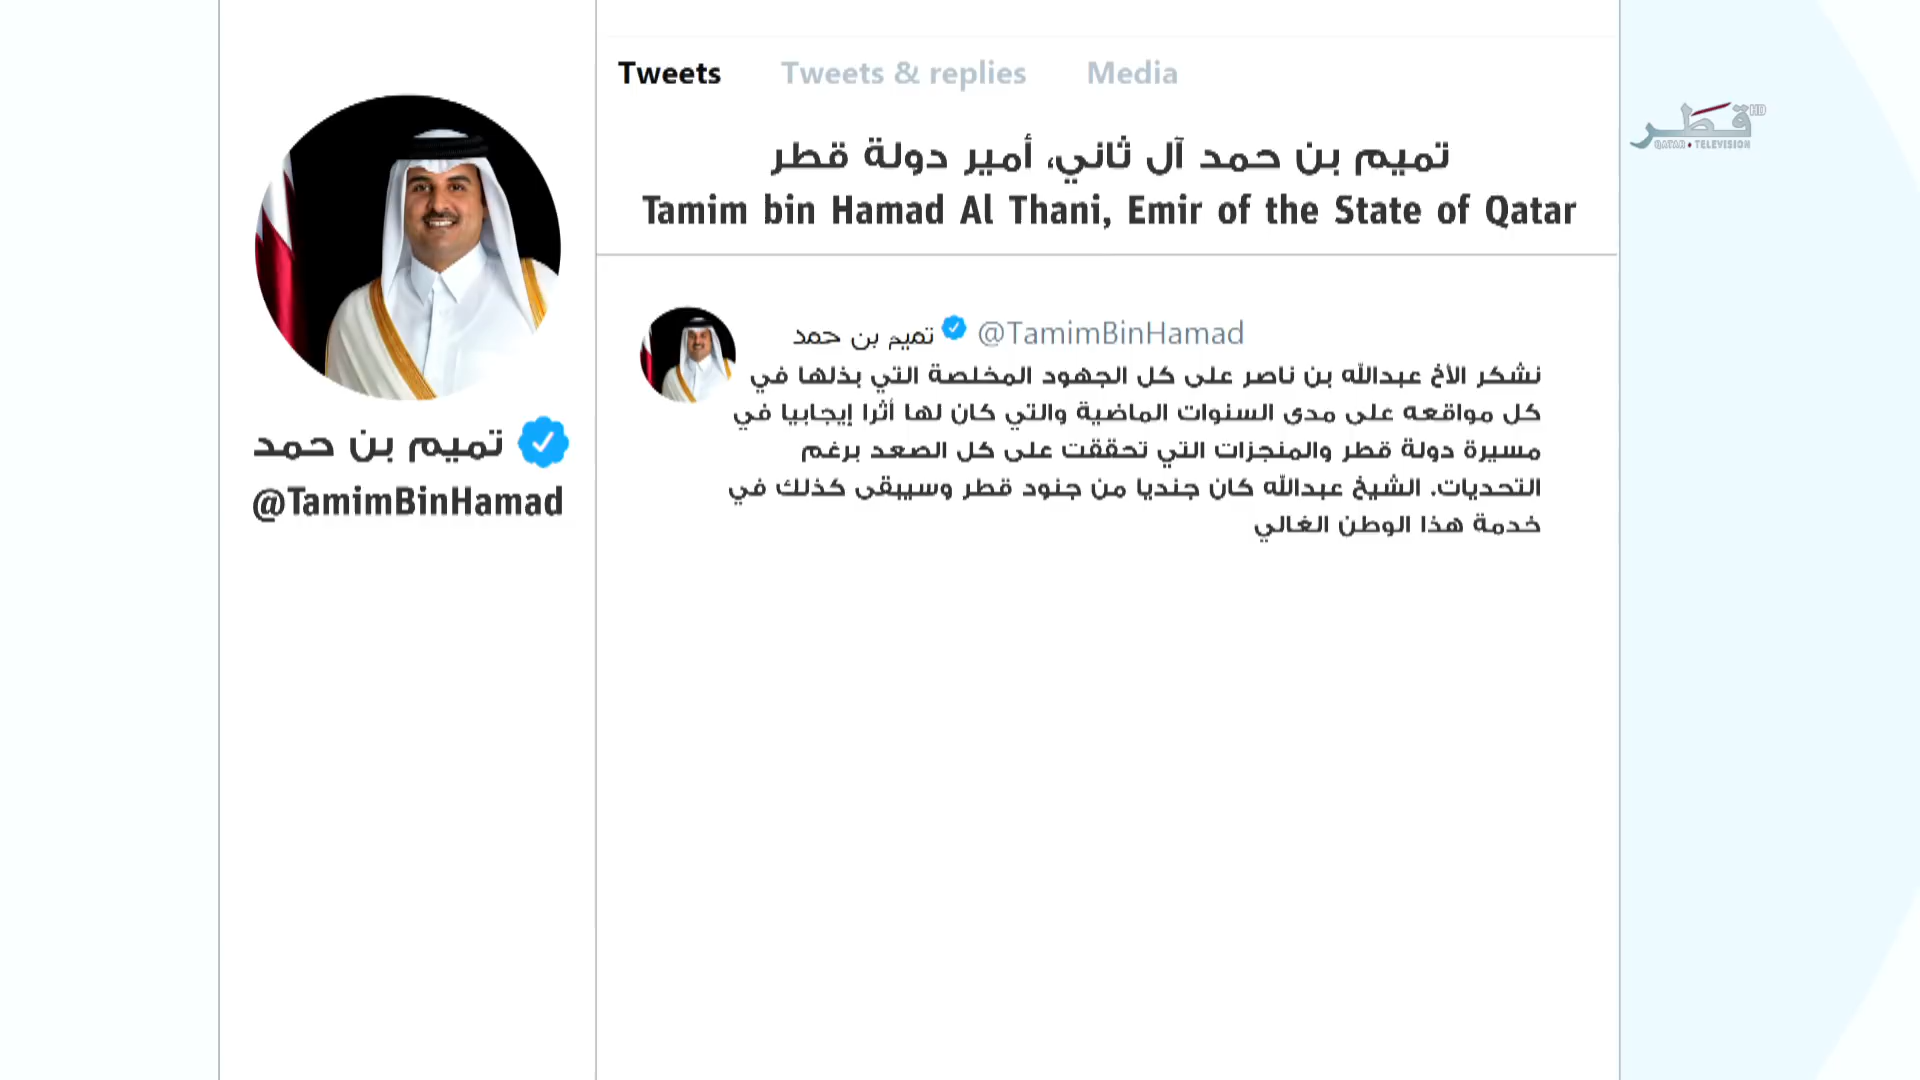 Tweets Tweets & replies Media
تميم بن حمد آل ثاني، أمير دولة قطر
Tamim bin Hamad Al Thani, Emir of the State of Qatar
قطر HD
QATAR TELEVISION
تميم بن حمد
@TamimBinHamad
تميم بن حمد @TamimBinHamad
نشكر الأخ عبدالله بن ناصر على كل الجهود المخلصة التي بذلها في
كل مواقعه على مدى السنوات الماضية والتي كان لها أثرا إيجابيا في
مسيرة دولة قطر والمنجزات التي تحققت على كل الصعد برغم
التحديات. الشيخ عبدالله كان جنديا من جنود قطر وسيبقى كذلك في
خدمة هذا الوطن الغالي